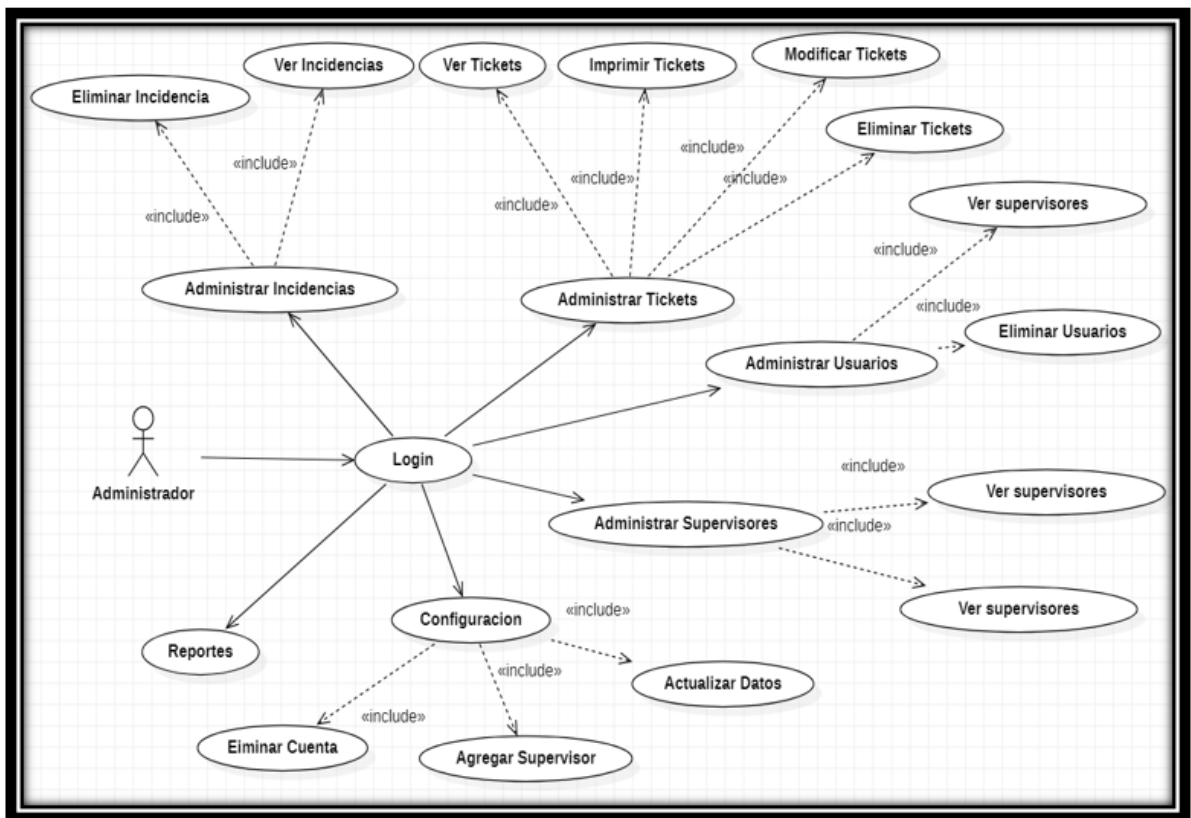 Ver Incidencias
Ver Tickets
Imprimir Tickets
Modificar Tickets
Eliminar Incidencia
Eliminar Tickets
«include»
«include»
«include»
«include»
«include»
«include»
Ver supervisores
«include»
Administrar Incidencias
Administrar Tickets
«include»
Eliminar Usuarios
Administrar Usuarios
Login
Administrador
«include»
Ver supervisores
Administrar Supervisores
«include»
Ver supervisores
Configuracion
«include»
Reportes
«include»
Actualizar Datos
«include»
Eiminar Cuenta
Agregar Supervisor